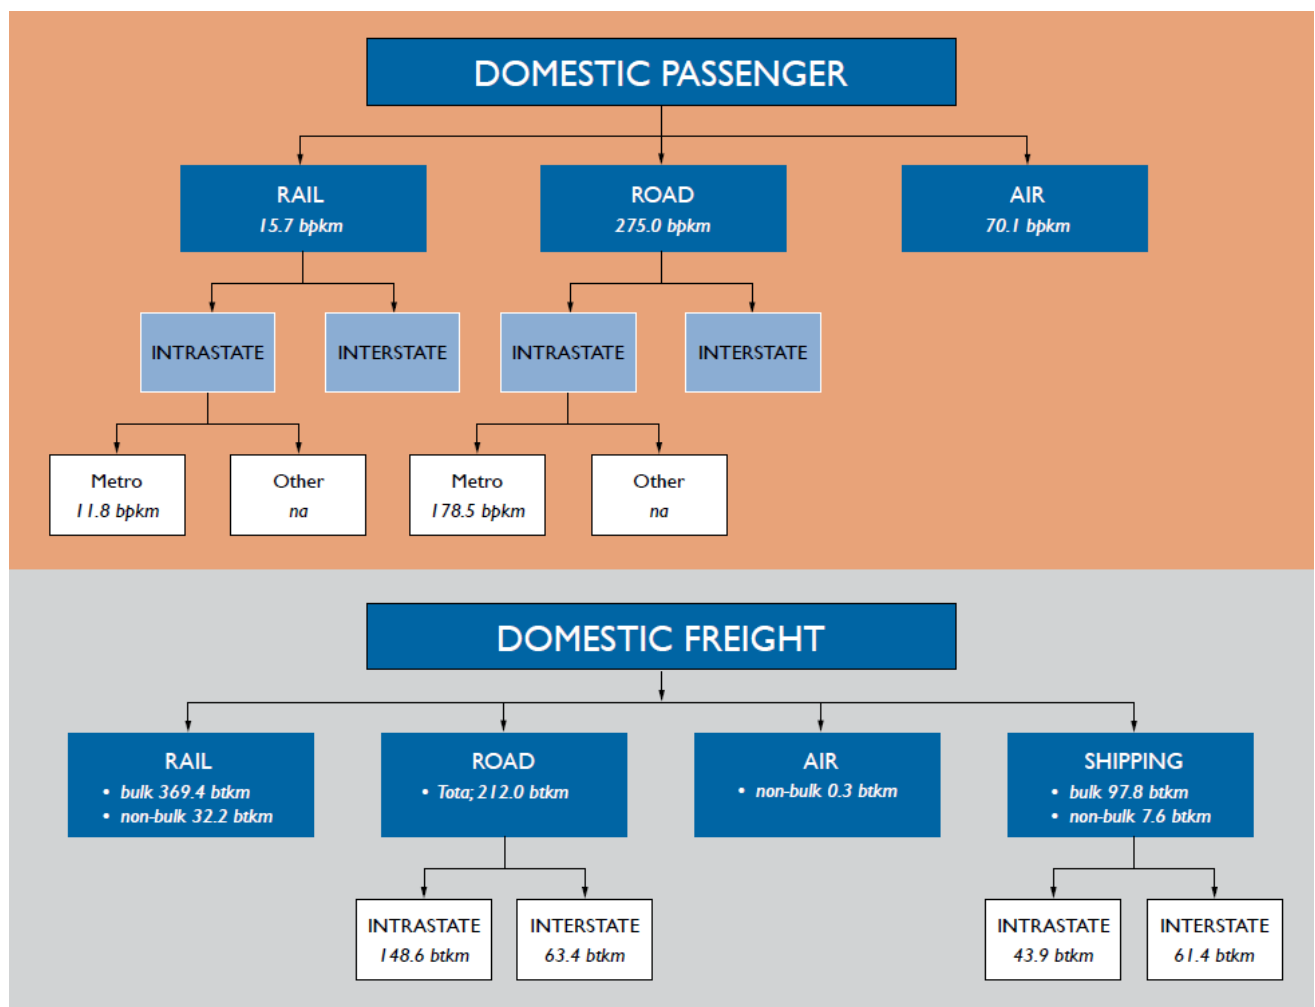 DOMESTIC PASSENGER
RAIL
15.7 bpkm
ROAD
275.0 bpkm
AIR
70.1 bpkm
INTRASTATE
INTERSTATE
INTRASTATE
INTERSTATE
Metro
11.8 bpkm
Other
na
Metro
178.5 bpkm
Other
na
DOMESTIC FREIGHT
RAIL
• bulk 369.4 btkm
• non-bulk 32.2 btkm
ROAD
• Tota; 212.0 btkm
AIR
• non-bulk 0.3 btkm
SHIPPING
• bulk 97.8 btkm
• non-bulk 7.6 btkm
INTRASTATE
148.6 btkm
INTERSTATE
63.4 btkm
INTRASTATE
43.9 btkm
INTERSTATE
61.4 btkm